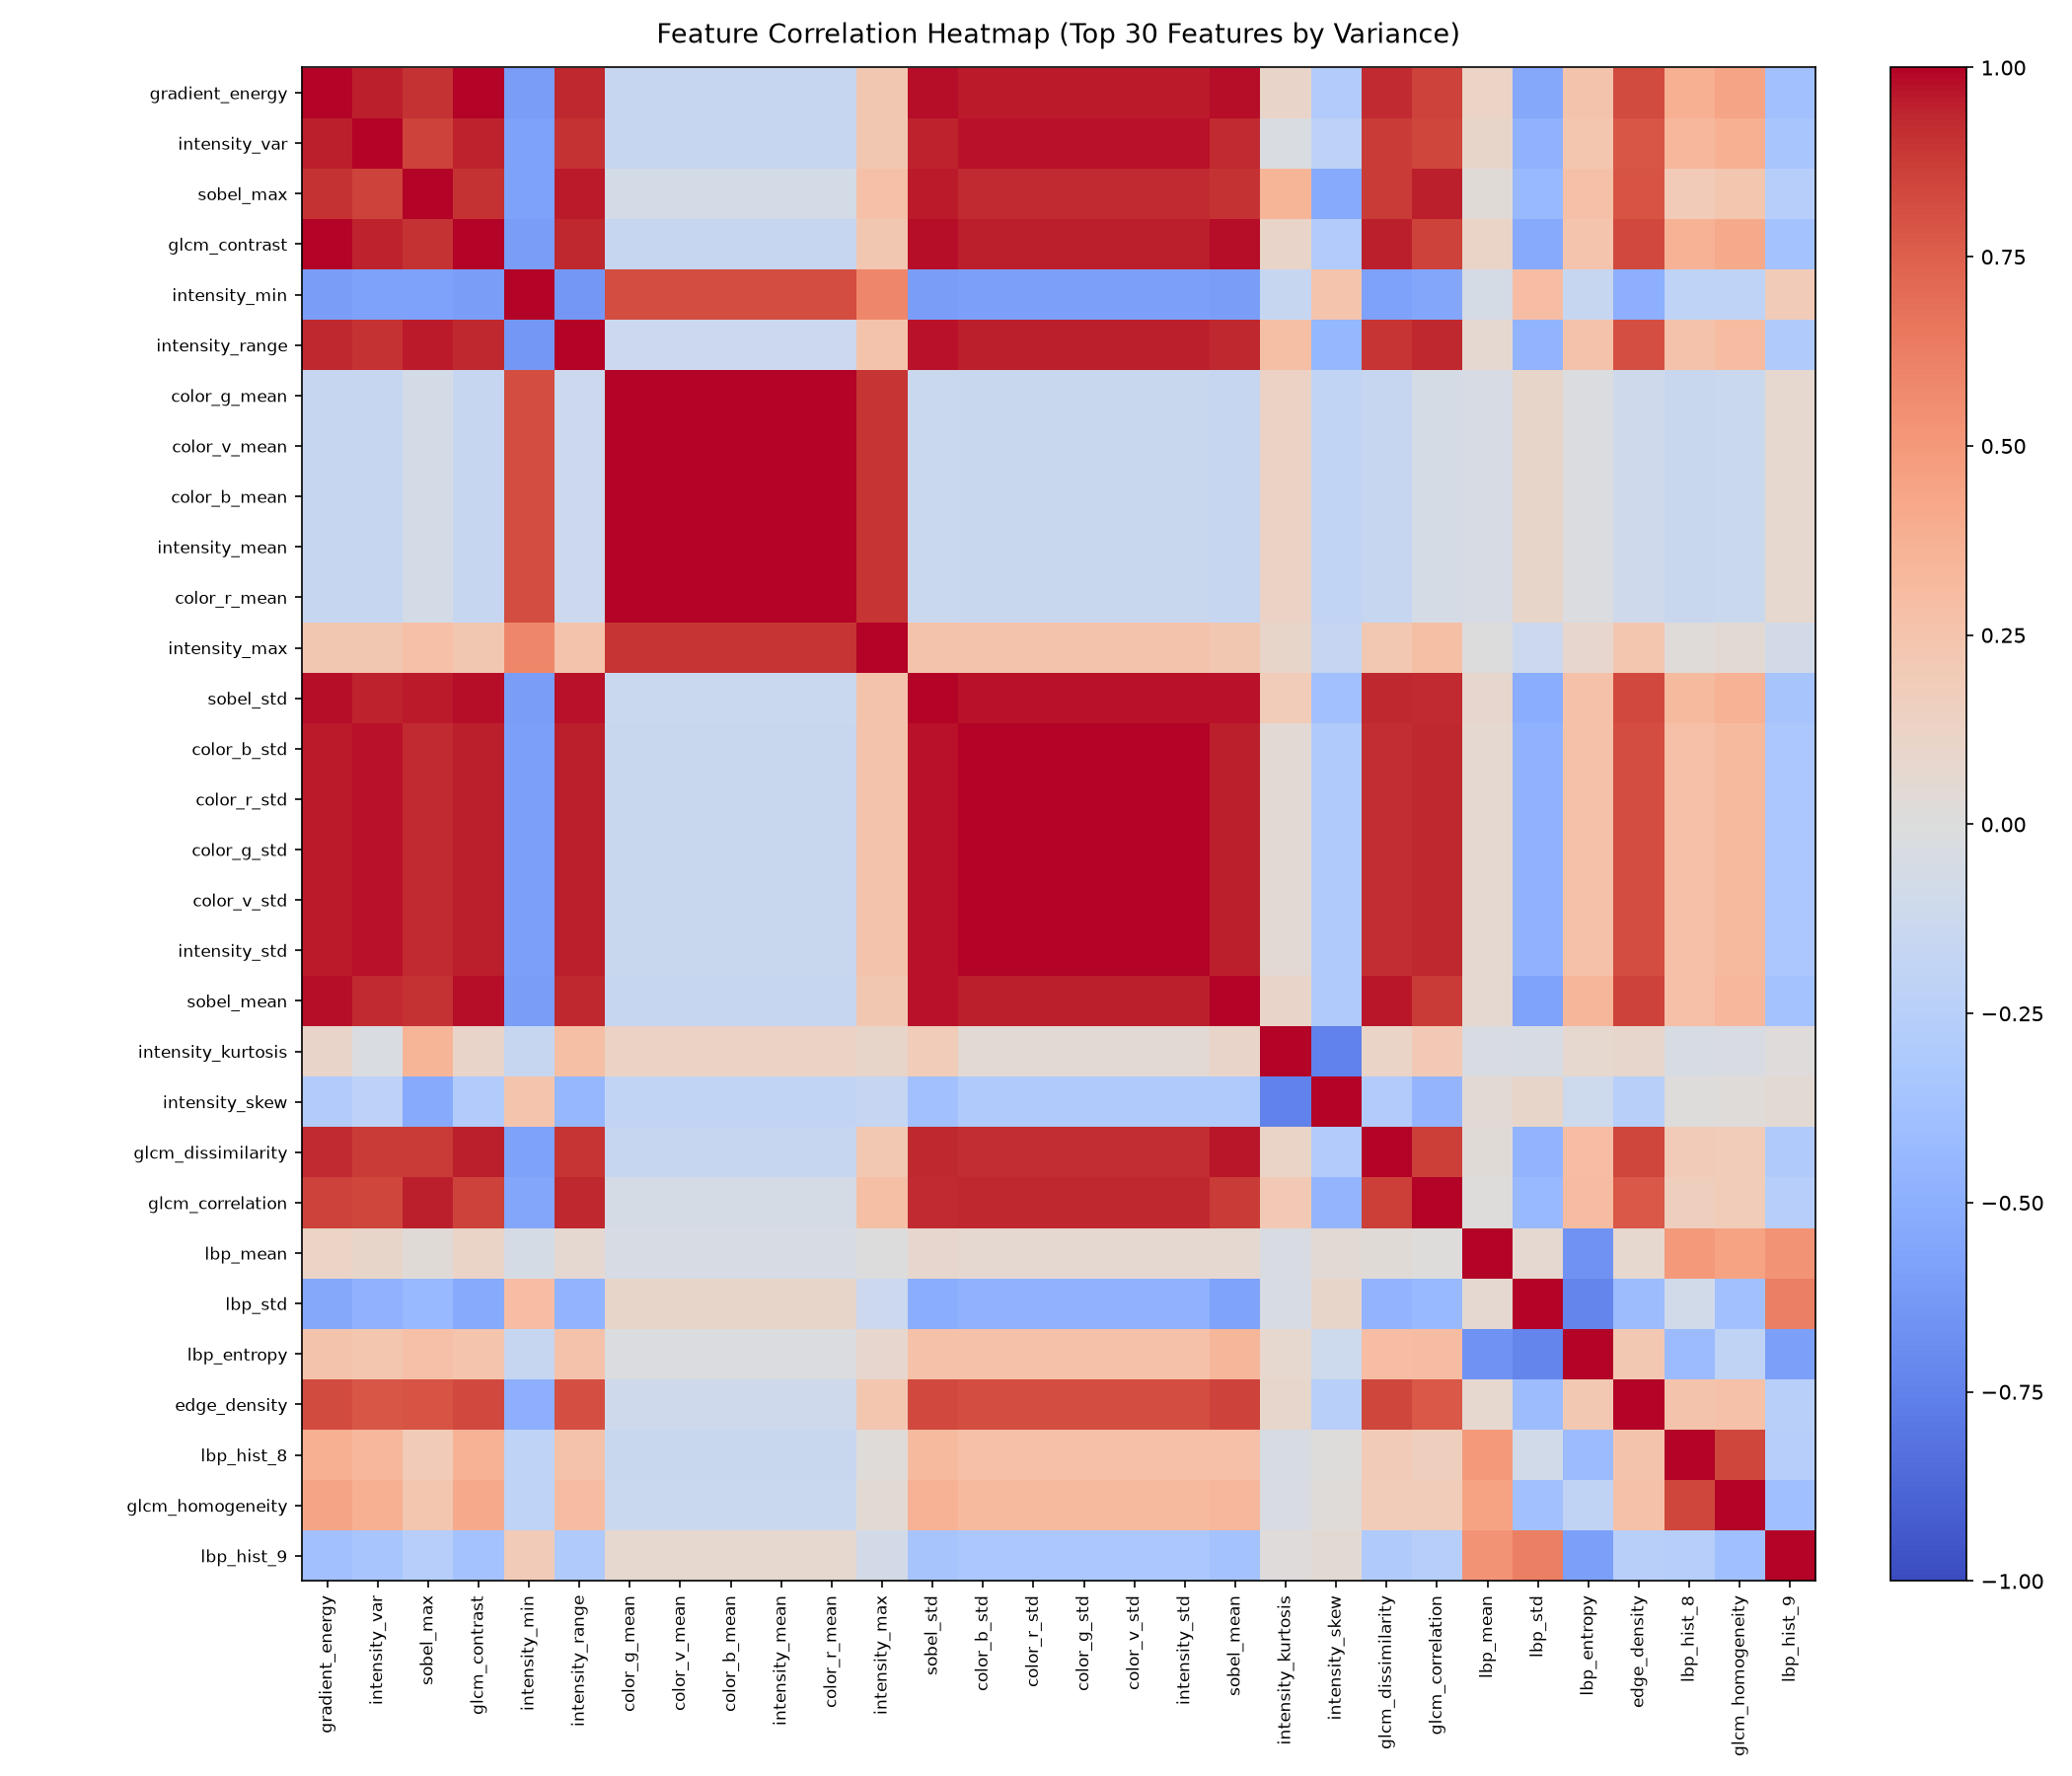 Feature Correlation Heatmap (Top 30 Features by Variance)
gradient_energy
intensity_var
sobel_max
glcm_contrast
intensity_min
intensity_range
color_g_mean
color_v_mean
color_b_mean
intensity_mean
color_r_mean
intensity_max
sobel_std
color_b_std
color_r_std
color_g_std
color_v_std
intensity_std
sobel_mean
intensity_kurtosis
intensity_skew
glcm_dissimilarity
glcm_correlation
lbp_mean
lbp_std
lbp_entropy
edge_density
lbp_hist_8
glcm_homogeneity
lbp_hist_9
gradient_energy
intensity_var
sobel_max
glcm_contrast
intensity_min
intensity_range
color_g_mean
color_v_mean
color_b_mean
intensity_mean
color_r_mean
intensity_max
sobel_std
color_b_std
color_r_std
color_g_std
color_v_std
intensity_std
sobel_mean
intensity_kurtosis
intensity_skew
glcm_dissimilarity
glcm_correlation
lbp_mean
lbp_std
lbp_entropy
edge_density
lbp_hist_8
glcm_homogeneity
lbp_hist_9
1.00
0.75
0.50
0.25
0.00
−0.25
−0.50
−0.75
−1.00